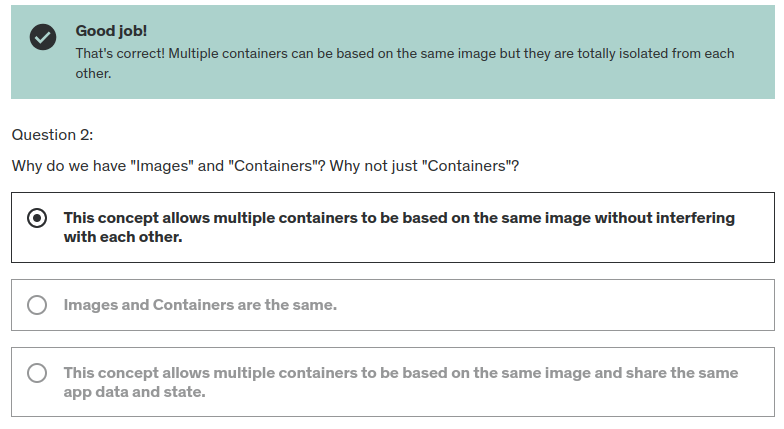 Good job!
That's correct! Multiple containers can be based on the same image but they are totally isolated from each
other.
Question 2:
Why do we have "Images" and "Containers"? Why not just "Containers"?
This concept allows multiple containers to be based on the same image without interfering
with each other.
Images and Containers are the same.
This concept allows multiple containers to be based on the same image and share the same
app data and state.